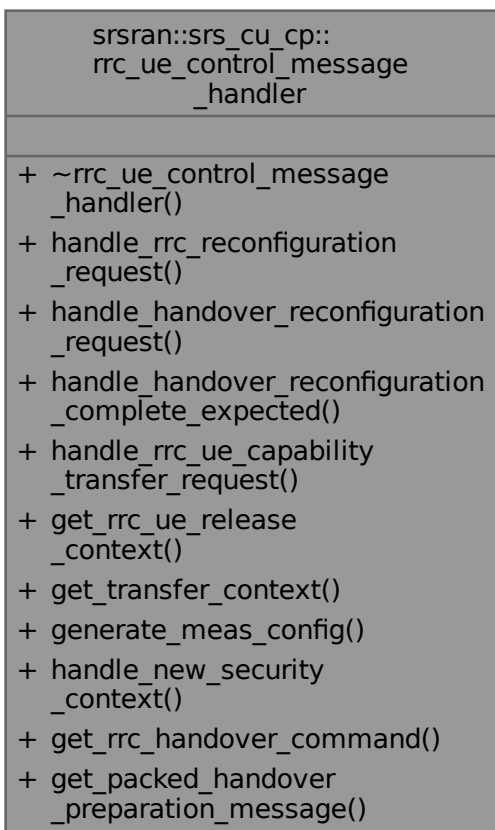 srsran::srs_cu_cp::
rrc_ue_control_message
_handler
+ ~rrc_ue_control_message
_handler()
+ handle_rrc_reconfiguration
_request()
+ handle_handover_reconfiguration
_request()
+ handle_handover_reconfiguration
_complete_expected()
+ handle_rrc_ue_capability
_transfer_request()
+ get_rrc_ue_release
_context()
+ get_transfer_context()
+ generate_meas_config()
+ handle_new_security
_context()
+ get_rrc_handover_command()
+ get_packed_handover
_preparation_message()